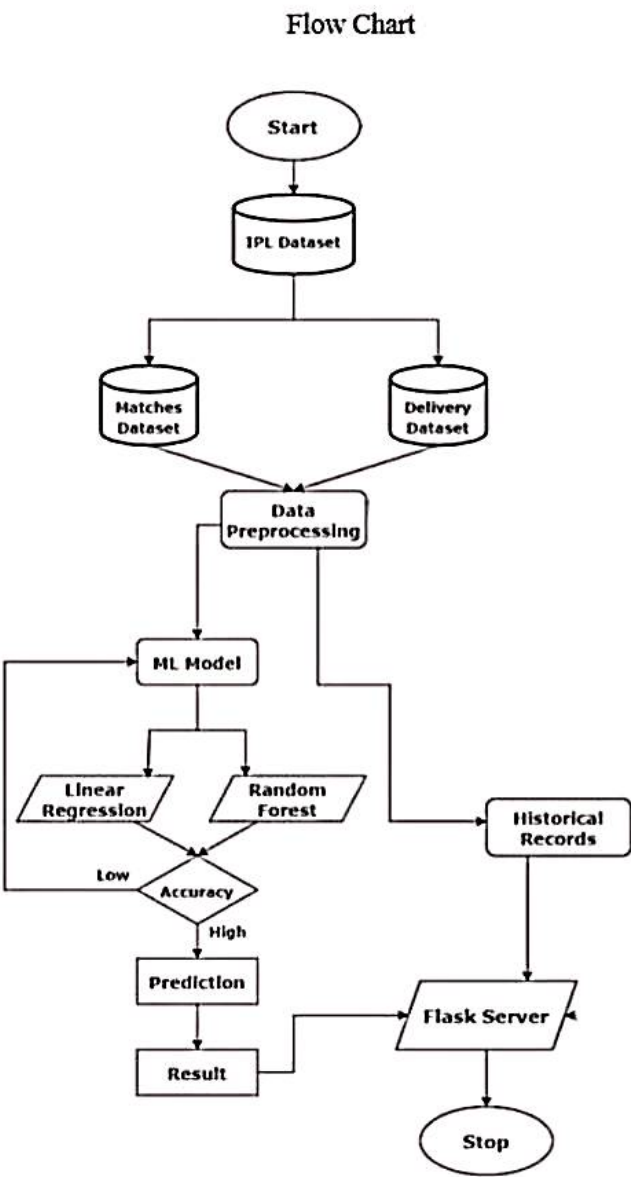 Flow Chart
Start
IPL Dataset
Matches
Dataset
Delivery
Dataset
Data
Preprocessing
ML Model
Linear
Regression
Random
Forest
Historical
Records
Low
Accuracy
High
Prediction
Flask Server
Result
Stop